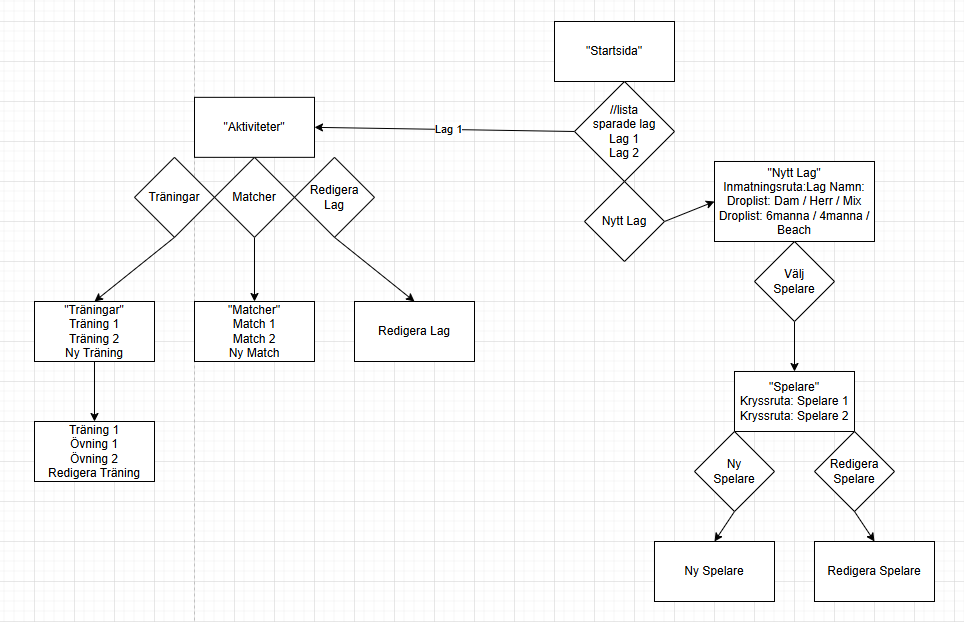 "Startsida"
//lista
sparade lag
Lag 1
Lag 2
Lag 1
"Aktiviteter"
Träningar
Matcher
Redigera
Lag
Nytt Lag
"Nytt Lag"
Inmatningsruta:Lag Namn:
Droplist: Dam / Herr / Mix
Droplist: 6manna / 4manna /
Beach
Välj
Spelare
"Träningar"
Träning 1
Träning 2
Ny Träning
"Matcher"
Match 1
Match 2
Ny Match
Redigera Lag
"Spelare"
Kryssruta: Spelare 1
Kryssruta: Spelare 2
Träning 1
Övning 1
Övning 2
Redigera Träning
Ny
Spelare
Redigera
Spelare
Ny Spelare
Redigera Spelare